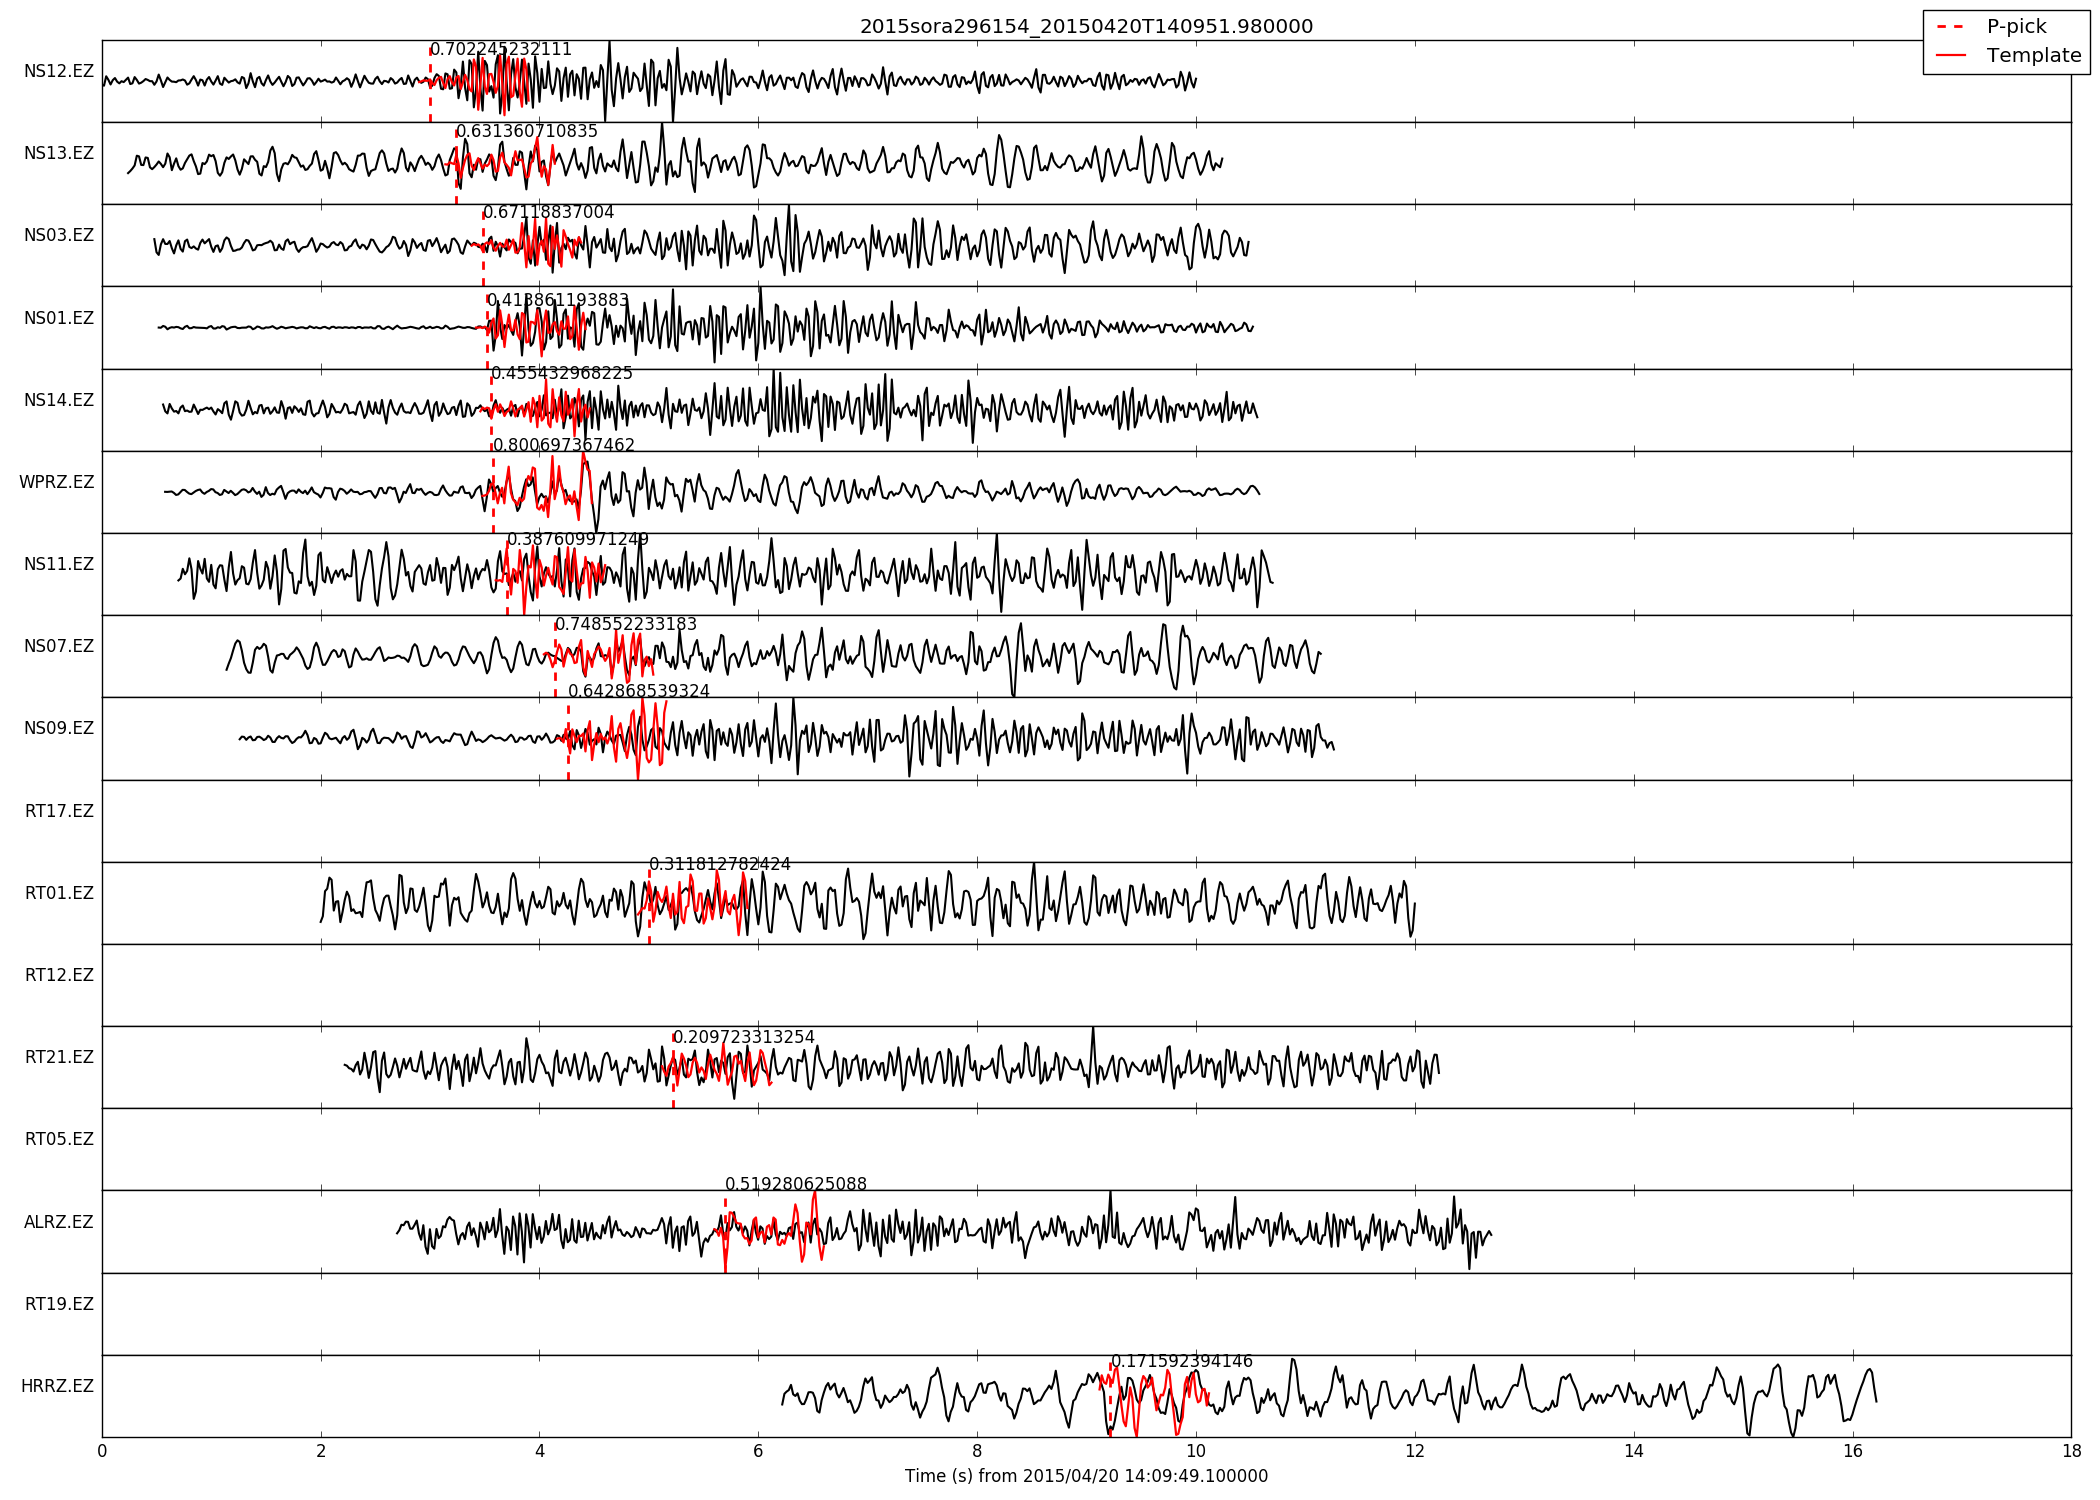 2015sora296154_20150420T140951.980000
P-pick
Template
NS12.EZ
0.702245232111
NS13.EZ
0.631360710835
NS03.EZ
0.67118837004
NS01.EZ
0.413861193883
NS14.EZ
0.455432968225
WPRZ.EZ
0.800697367462
NS11.EZ
0.387609971249
NS07.EZ
0.748552233183
NS09.EZ
0.642868539324
RT17.EZ
RT01.EZ
0.311812782424
RT12.EZ
RT21.EZ
0.209723313254
RT05.EZ
ALRZ.EZ
0.519280625088
RT19.EZ
HRRZ.EZ
0.171592394146
0 2 4 6 8 10 12 14 16 18
Time (s) from 2015/04/20 14:09:49.100000